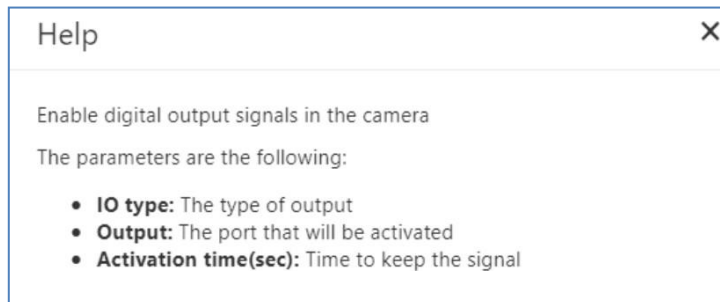 Help
Enable digital output signals in the camera
The parameters are the following:
• IO type: The type of output
• Output: The port that will be activated
• Activation time(sec): Time to keep the signal